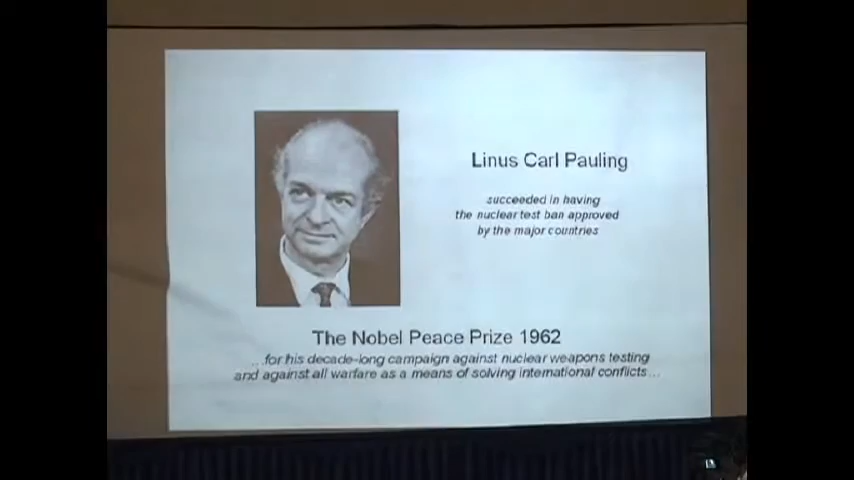 Linus Carl Pauling
succeeded in having
the nuclear test ban approved
by the major countries
The Nobel Peace Prize 1962
...for his decade-long campaign against nuclear weapons testing
and against all warfare as a means of solving international conflicts...